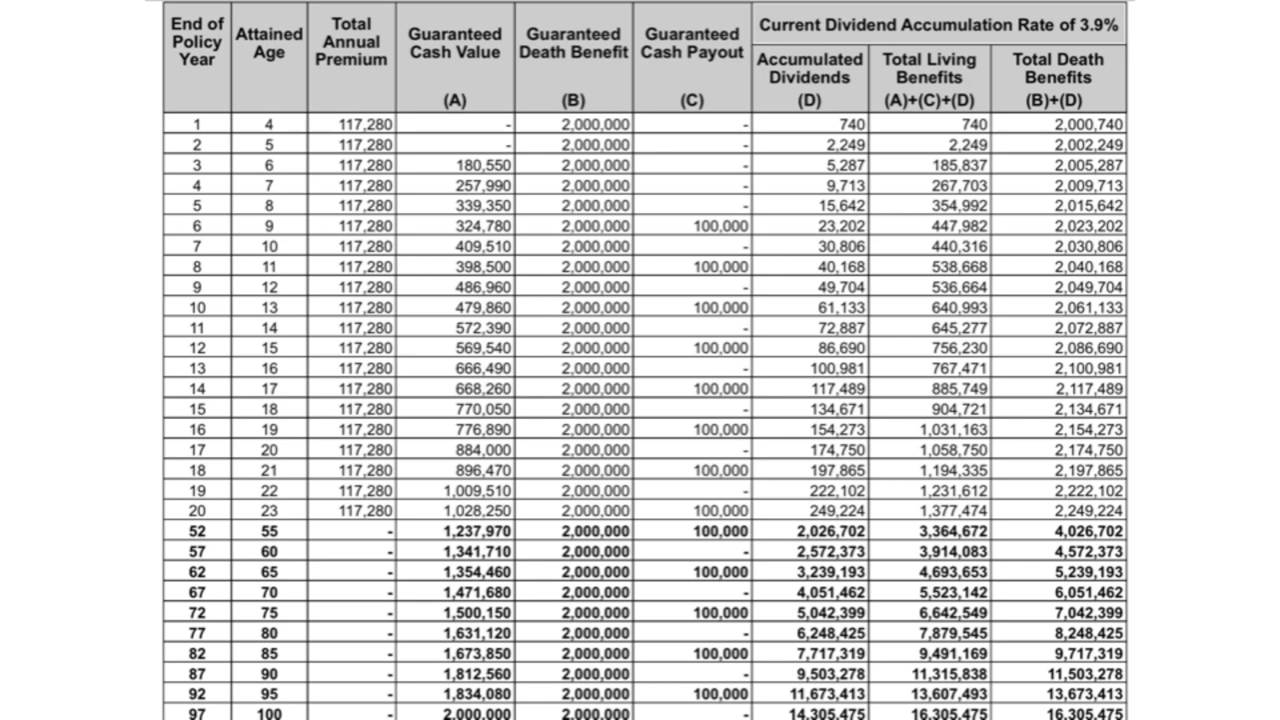 End of Policy Year | Attained Age | Total Annual Premium | Guaranteed Cash Value (A) | Guaranteed Death Benefit (B) | Guaranteed Cash Payout (C) | Current Dividend Accumulation Rate of 3.9%
Accumulated Dividends (D) | Total Living Benefits (A)+(C)+(D) | Total Death Benefits (B)+(D)
1 4 117,280 - 2,000,000 - 740 740 2,000,740
2 5 117,280 - 2,000,000 - 2,249 2,249 2,002,249
3 6 117,280 180,550 2,000,000 - 5,287 185,837 2,005,287
4 7 117,280 257,990 2,000,000 - 9,713 267,703 2,009,713
5 8 117,280 339,350 2,000,000 - 15,642 354,992 2,015,642
6 9 117,280 324,780 2,000,000 100,000 23,202 447,982 2,023,202
7 10 117,280 409,510 2,000,000 - 30,806 440,316 2,030,806
8 11 117,280 398,500 2,000,000 100,000 40,168 538,668 2,040,168
9 12 117,280 486,960 2,000,000 - 49,704 536,664 2,049,704
10 13 117,280 479,860 2,000,000 100,000 61,133 640,993 2,061,133
11 14 117,280 572,390 2,000,000 - 72,887 645,277 2,072,887
12 15 117,280 569,540 2,000,000 100,000 86,690 756,230 2,086,690
13 16 117,280 666,490 2,000,000 - 100,981 767,471 2,100,981
14 17 117,280 668,260 2,000,000 100,000 117,489 885,749 2,117,489
15 18 117,280 770,050 2,000,000 - 134,671 904,721 2,134,671
16 19 117,280 776,890 2,000,000 100,000 154,273 1,031,163 2,154,273
17 20 117,280 884,000 2,000,000 - 174,750 1,058,750 2,174,750
18 21 117,280 896,470 2,000,000 100,000 197,865 1,194,335 2,197,865
19 22 117,280 1,009,510 2,000,000 - 222,102 1,231,612 2,222,102
20 23 117,280 1,028,250 2,000,000 100,000 249,224 1,377,474 2,249,224
52 55 - 1,237,970 2,000,000 100,000 2,026,702 3,364,672 4,026,702
57 60 - 1,341,710 2,000,000 - 2,572,373 3,914,083 4,572,373
62 65 - 1,354,460 2,000,000 100,000 3,239,193 4,693,653 5,239,193
67 70 - 1,471,680 2,000,000 - 4,051,462 5,523,142 6,051,462
72 75 - 1,500,150 2,000,000 100,000 5,042,399 6,642,549 7,042,399
77 80 - 1,631,120 2,000,000 - 6,248,425 7,879,545 8,248,425
82 85 - 1,673,850 2,000,000 100,000 7,717,319 9,491,169 9,717,319
87 90 - 1,812,560 2,000,000 - 9,503,278 11,315,838 11,503,278
92 95 - 1,834,080 2,000,000 100,000 11,673,413 13,607,493 13,673,413
97 100 - 2,000,000 2,000,000 - 14,305,475 16,305,475 16,305,475